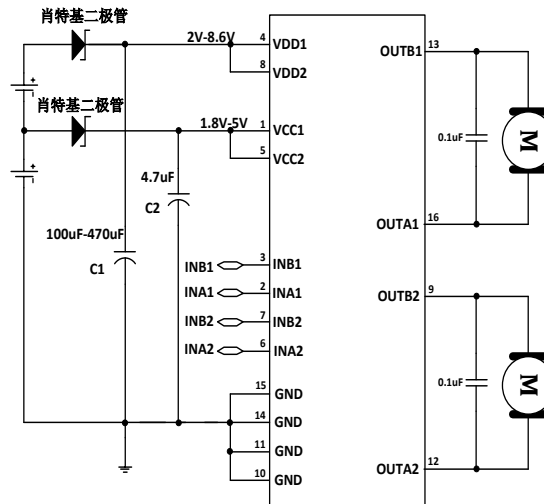 肖特基二极管
2V-8.6V
4
VDD1
8
VDD2
肖特基二极管
1.8V-5V
1
VCC1
5
VCC2
4.7uF
C2
100uF-470uF
C1
INB1
3
INB1
INA1
2
INA1
INB2
7
INB2
INA2
6
INA2
15
GND
14
GND
11
GND
10
GND
OUTB1
13
0.1uF
M
OUTA1
16
OUTB2
9
0.1uF
M
OUTA2
12